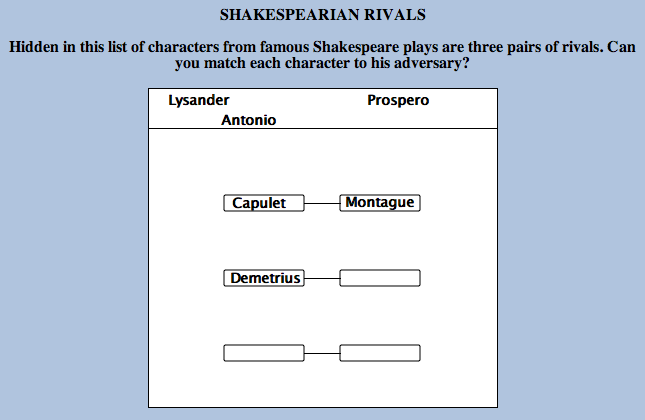 SHAKESPEARIAN RIVALS
Hidden in this list of characters from famous Shakespeare plays are three pairs of rivals. Can
you match each character to his adversary?
Lysander Prospero
Antonio
Capulet Montague
Demetrius